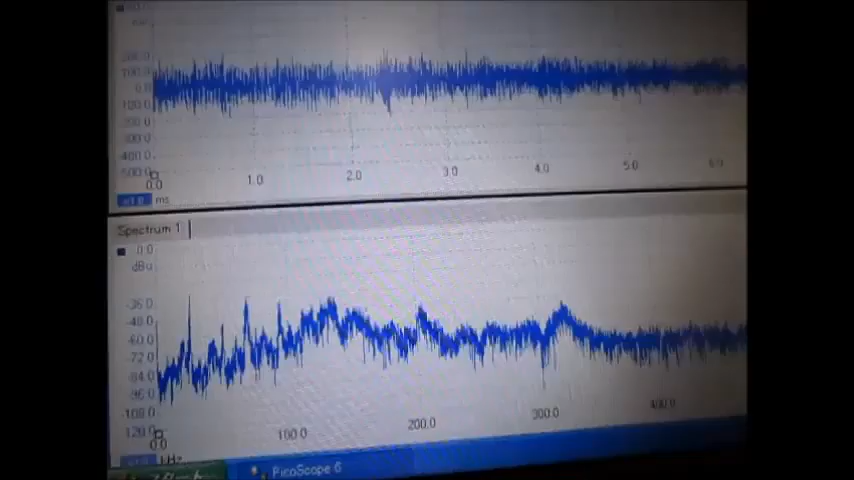 0.0
100.0
200.0
300.0
400.0
500.0
0.0 1.0 2.0 3.0 4.0 5.0 6.0
x1.0 ms
Spectrum 1
0.0
dBu
-36.0
-48.0
-60.0
-72.0
-84.0
-96.0
-108.0
120.0
0.0 100.0 200.0 300.0 400.0
kHz
PicoScope 6